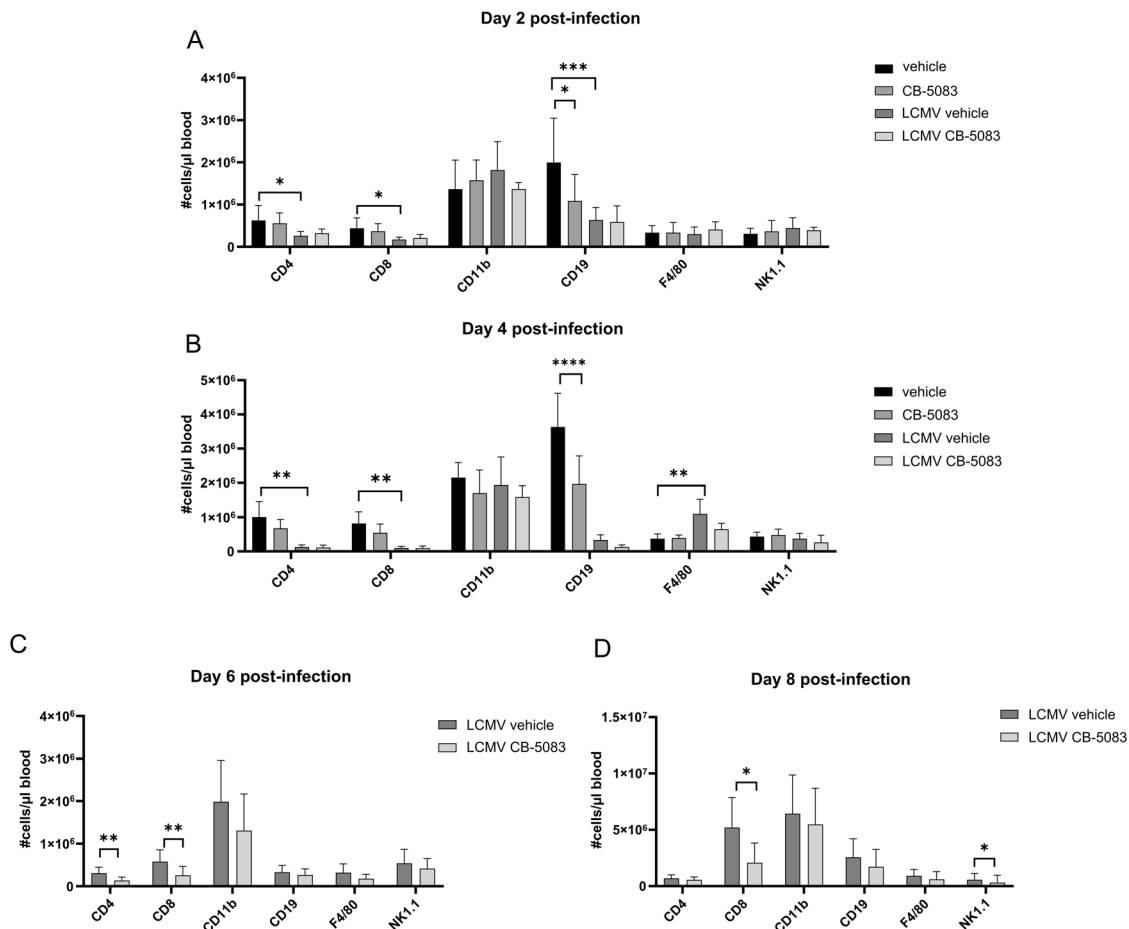 Day 2 post-infection
A
4×10⁶
3×10⁶
2×10⁶
1×10⁶
0
#cells/µl blood
*
*
***
*
CD4
CD8
CD11b
CD19
F4/80
NK1.1
vehicle
CB-5083
LCMV vehicle
LCMV CB-5083
Day 4 post-infection
B
5×10⁶
4×10⁶
3×10⁶
2×10⁶
1×10⁶
0
#cells/µl blood
**
**
****
**
CD4
CD8
CD11b
CD19
F4/80
NK1.1
vehicle
CB-5083
LCMV vehicle
LCMV CB-5083
C
Day 6 post-infection
4×10⁶
3×10⁶
2×10⁶
1×10⁶
0
#cells/µl blood
**
**
CD4
CD8
CD11b
CD19
F4/80
NK1.1
LCMV vehicle
LCMV CB-5083
D
Day 8 post-infection
1.5×10⁷
1×10⁷
5×10⁶
0
#cells/µl blood
*
*
CD4
CD8
CD11b
CD19
F4/80
NK1.1
LCMV vehicle
LCMV CB-5083